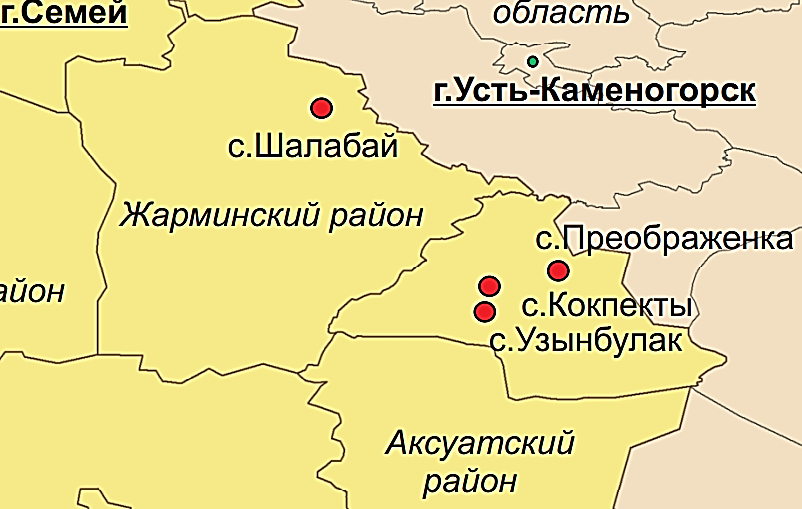 г.Семей
область
г.Усть-Каменогорск
с.Шалабай
Жарминский район
с.Преображенка
айон
с.Кокпекты
с.Узынбулак
Аксуатский
район